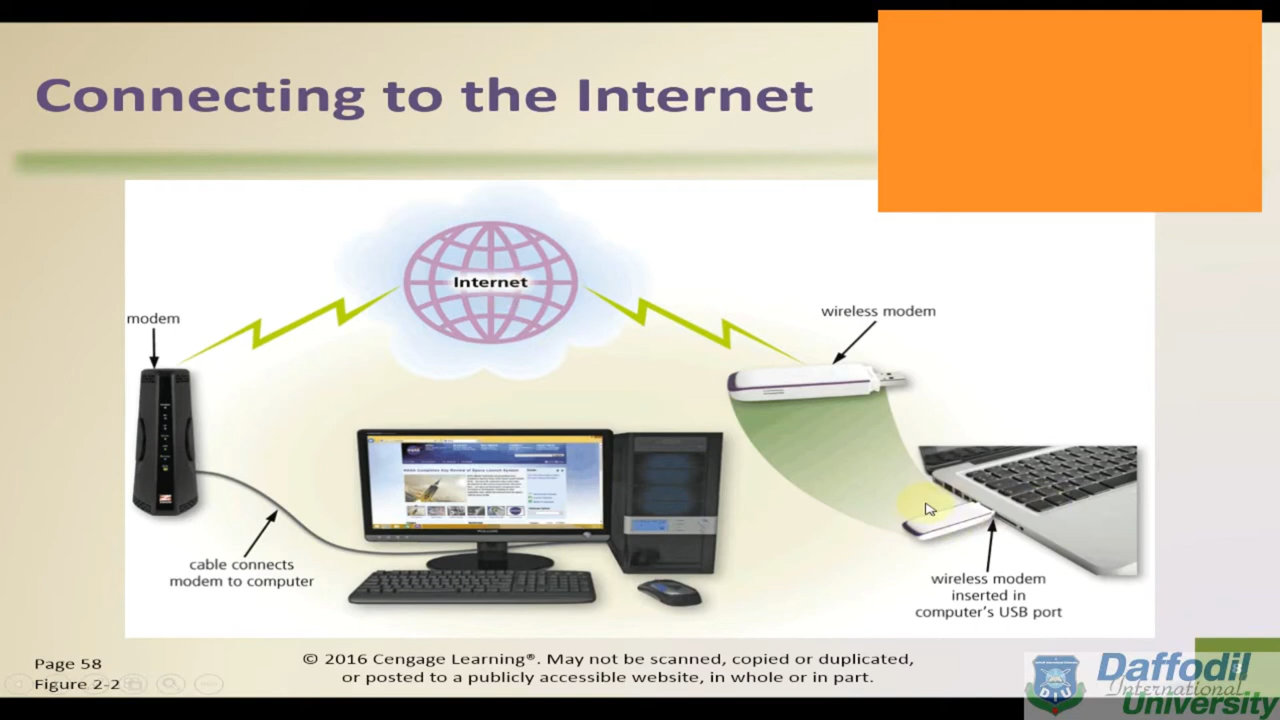 Connecting to the Internet
Internet
modem
wireless modem
cable connects
modem to computer
wireless modem
inserted in
computer's USB port
Page 58
Figure 2-2
© 2016 Cengage Learning®. May not be scanned, copied or duplicated,
or posted to a publicly accessible website, in whole or in part.
DIU
Daffodil
International
University